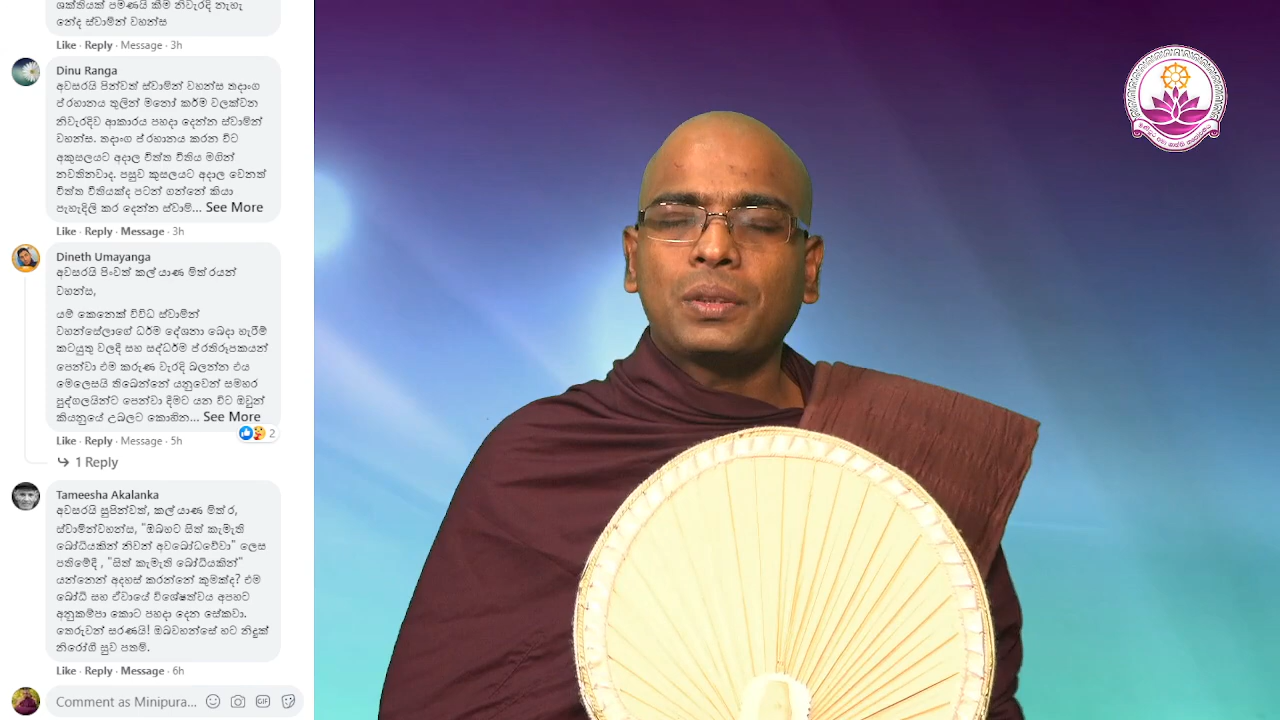 ශක්තියක් පමණයි කීම නිවැරදි නැහැ
නේද ස්වාමින් වහන්ස
Like · Reply · Message · 3h
Dinu Ranga
අවසරයි පින්වත් ස්වාමින් වහන්ස තදාංග
ප්‍රහානය තුලින් මනෝ කර්ම වලක්වන
නිවැරදිව ආකාරය පහදා දෙන්න ස්වාමින්
වහන්ස. තදාංග ප්‍රහානය කරන විට
අකුසලයට අදාල චිත්ත වීතිය මගින්
නවතිනවාද. පසුව කුසලයට අදාල වෙනත්
චිත්ත වීතියක්ද පටන් ගන්නේ කියා
පැහැදිලි කර දෙන්න ස්වාමි... See More
Like · Reply · Message · 3h
Dineth Umayanga
අවසරයි පිංවත් කල්‍යාණ මිත්‍රයන්
වහන්ස,
යම් කෙනෙක් විවිධ ස්වාමින්
වහන්සේලාගේ ධර්ම දේශනා බෙදා හැරීම්
කටයුතු වලදී සහ සද්ධර්ම ප්‍රතිරූපකයන්
පෙන්වා එම කරුණ වැරදි බලන්න එය
මෙලෙසයි තිබෙන්නේ යනුවෙන් සමහර
පුද්ගලයින්ට පෙන්වා දීමට යන විට ඔවුන්
කියනුයේ උබලට කොහින... See More
2
Like · Reply · Message · 5h
1 Reply
Tameesha Akalanka
අවසරයි සුපින්වත්, කල්‍යාණ මිත්‍ර,
ස්වාමින්වහන්ස, "ඔබහට සිත් කැමැති
බෝධියකින් නිවන් අවබෝධවේවා" ලෙස
පතිමේදී , "සිත් කැමැති බෝධියකින්"
යන්නෙන් අදහස් කරන්නේ කුමක්ද? එම
බෝධි සහ ඒවායේ විශේෂත්වය අපහට
අනුකම්පා කොට පහදා දෙන සේකවා.
තෙරුවන් සරණයි! ඔබවහන්සේ හට නිදුක්
නිරෝගී සුව පතමි.
Like · Reply · Message · 6h
Comment as Minipura...
GIF